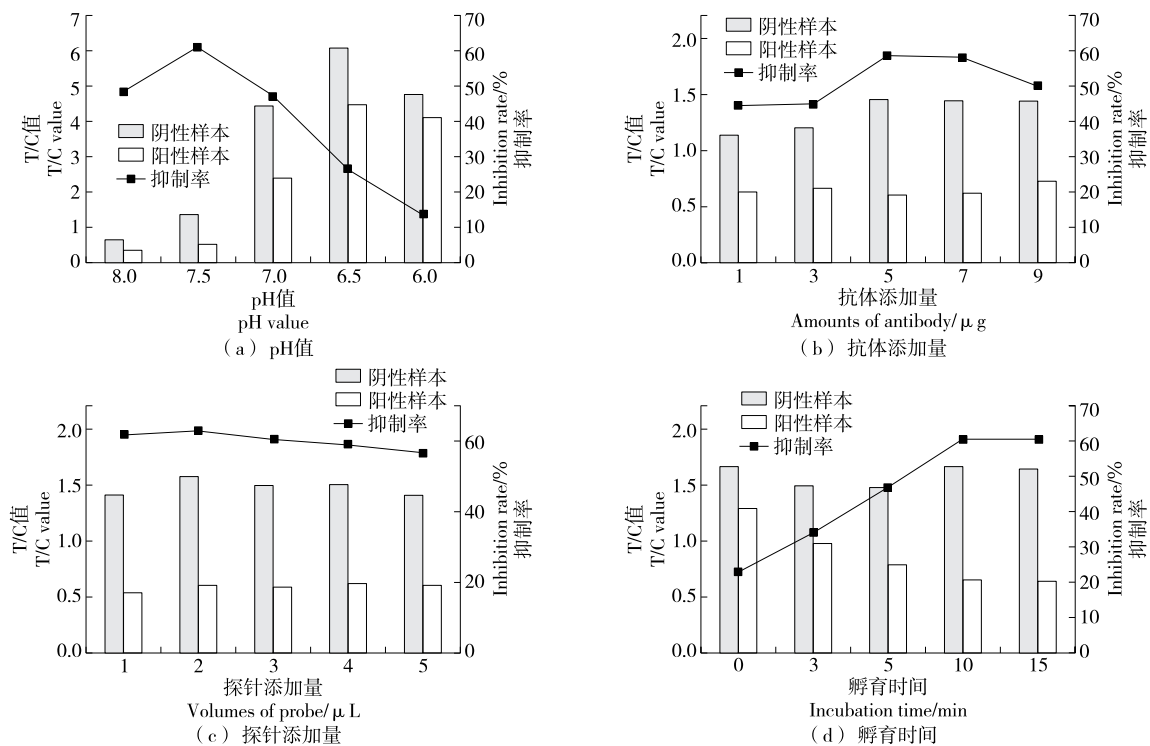 7
6
5
4
3
2
1
0
T/C值
T/C value
阴性样本
阳性样本
抑制率
70
60
50
40
30
20
10
0
Inhibition rate/%
抑制率
8.0 7.5 7.0 6.5 6.0
pH值
pH value
（a）pH值
2.0
1.5
1.0
0.5
0.0
T/C值
T/C value
阴性样本
阳性样本
抑制率
70
60
50
40
30
20
10
0
Inhibition rate/%
抑制率
1 3 5 7 9
抗体添加量
Amounts of antibody/μ g
（b）抗体添加量
阴性样本
阳性样本
抑制率
2.0
1.5
1.0
0.5
0.0
T/C值
T/C value
60
40
20
0
Inhibition rate/%
抑制率
1 2 3 4 5
探针添加量
Volumes of probe/μ L
（c）探针添加量
阴性样本
阳性样本
抑制率
2.0
1.5
1.0
0.5
0.0
T/C值
T/C value
70
60
50
40
30
20
10
0
Inhibition rate/%
抑制率
0 3 5 10 15
孵育时间
Incubation time/min
（d）孵育时间